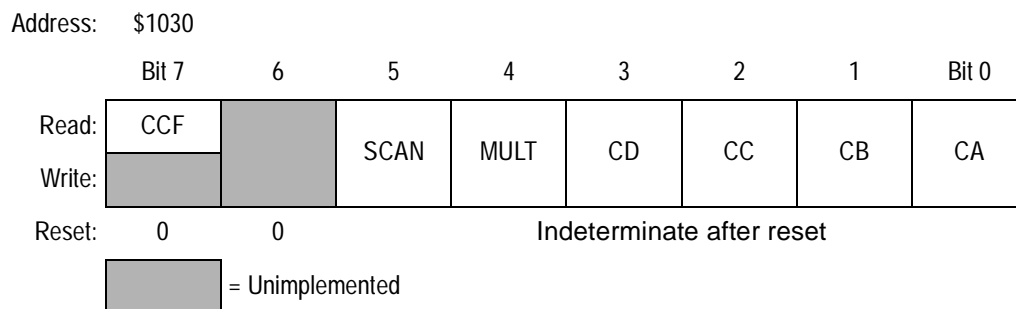 Address: $1030
Bit 7 6 5 4 3 2 1 Bit 0
Read: CCF
SCAN MULT CD CC CB CA
Write:
Reset: 0 0 Indeterminate after reset
= Unimplemented